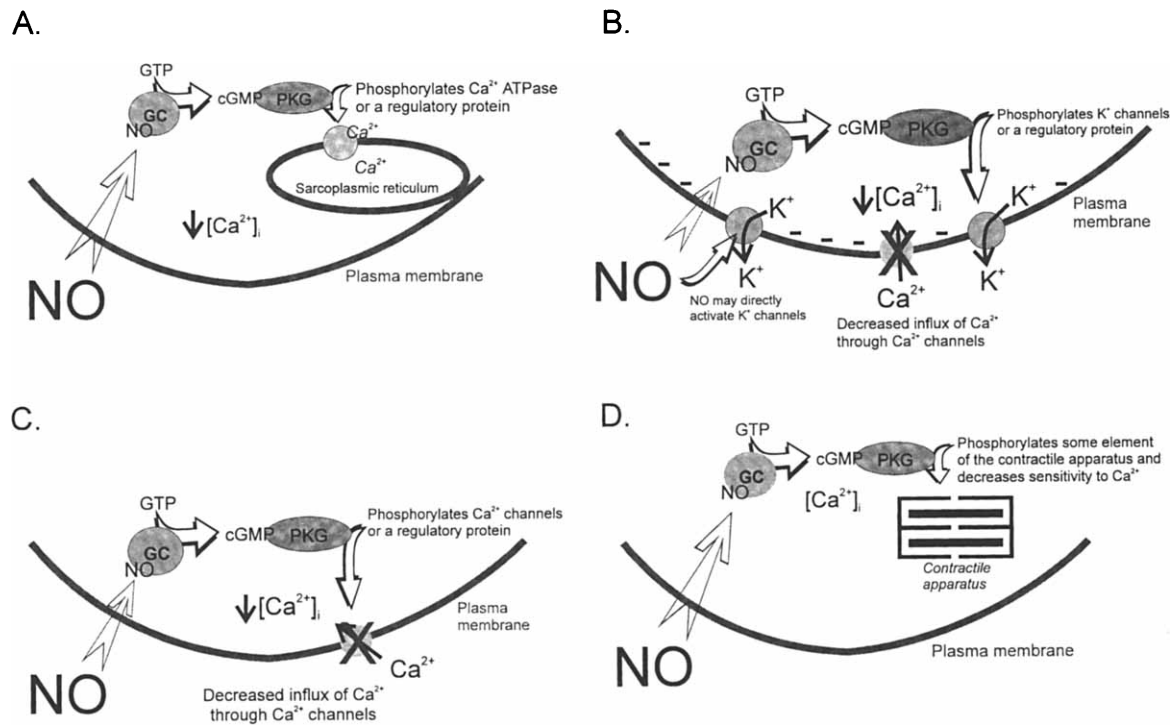 A.
GTP
GC
NO
cGMP
PKG
Phosphorylates Ca²⁺ ATPase
or a regulatory protein
Ca²⁺
Ca²⁺
Sarcoplasmic reticulum
↓[Ca²⁺]ᵢ
Plasma membrane
NO
B.
GTP
GC
NO
cGMP
PKG
Phosphorylates K⁺ channels
or a regulatory protein
↓[Ca²⁺]ᵢ
K⁺
K⁺
K⁺
K⁺
Plasma
membrane
NO
NO may directly
activate K⁺ channels
Ca²⁺
Decreased influx of Ca²⁺
through Ca²⁺ channels
C.
GTP
GC
NO
cGMP
PKG
Phosphorylates Ca²⁺ channels
or a regulatory protein
↓[Ca²⁺]ᵢ
Plasma
membrane
Ca²⁺
NO
Decreased influx of Ca²⁺
through Ca²⁺ channels
D.
GTP
GC
NO
cGMP
PKG
Phosphorylates some element
of the contractile apparatus and
decreases sensitivity to Ca²⁺
[Ca²⁺]ᵢ
Contractile
apparatus
NO
Plasma membrane